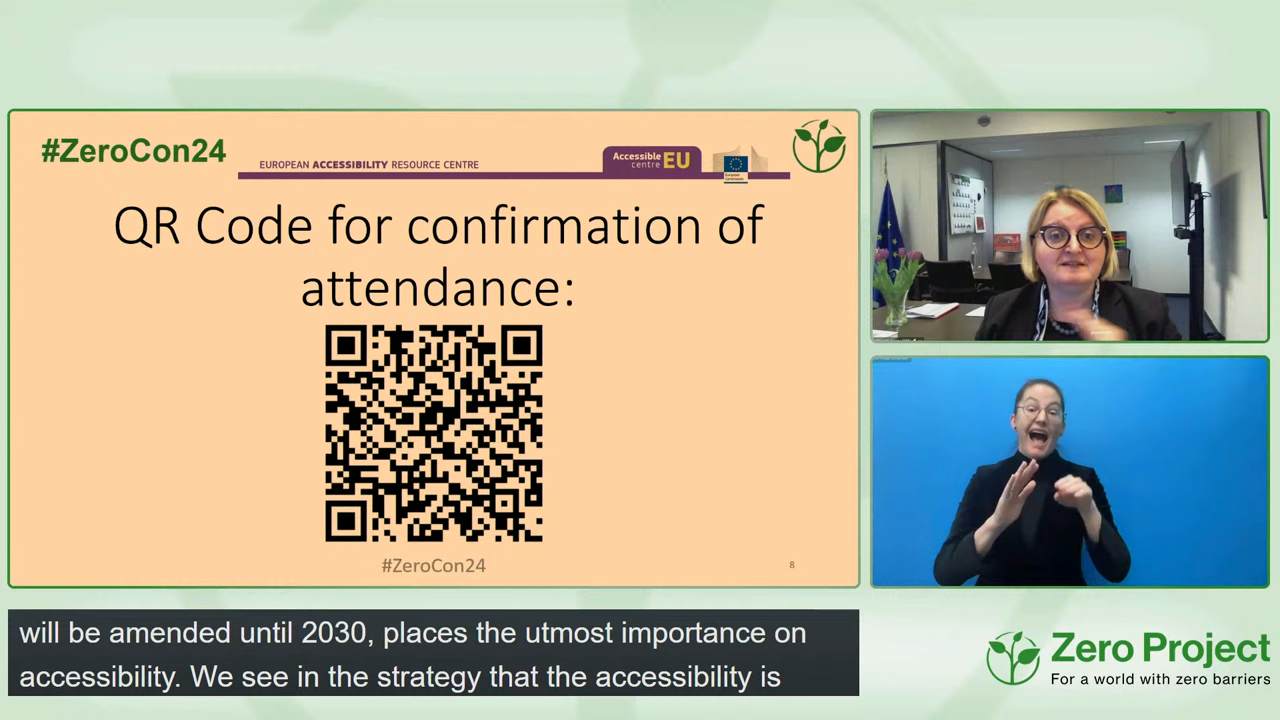 #ZeroCon24
EUROPEAN ACCESSIBILITY RESOURCE CENTRE
Accessible
centre EU
European
Commission
QR Code for confirmation of
attendance:
#ZeroCon24
8
will be amended until 2030, places the utmost importance on
accessibility. We see in the strategy that the accessibility is
Zero Project
For a world with zero barriers